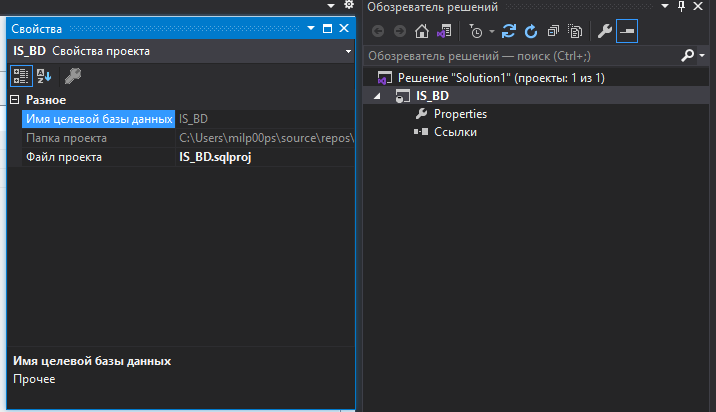 Свойства
IS_BD Свойства проекта
Разное
Имя целевой базы данных IS_BD
Папка проекта C:\Users\milp00ps\source\repos\
Файл проекта IS_BD.sqlproj
Имя целевой базы данных
Прочее
Обозреватель решений
Обозреватель решений — поиск (Ctrl+;)
Решение "Solution1" (проекты: 1 из 1)
IS_BD
Properties
Ссылки